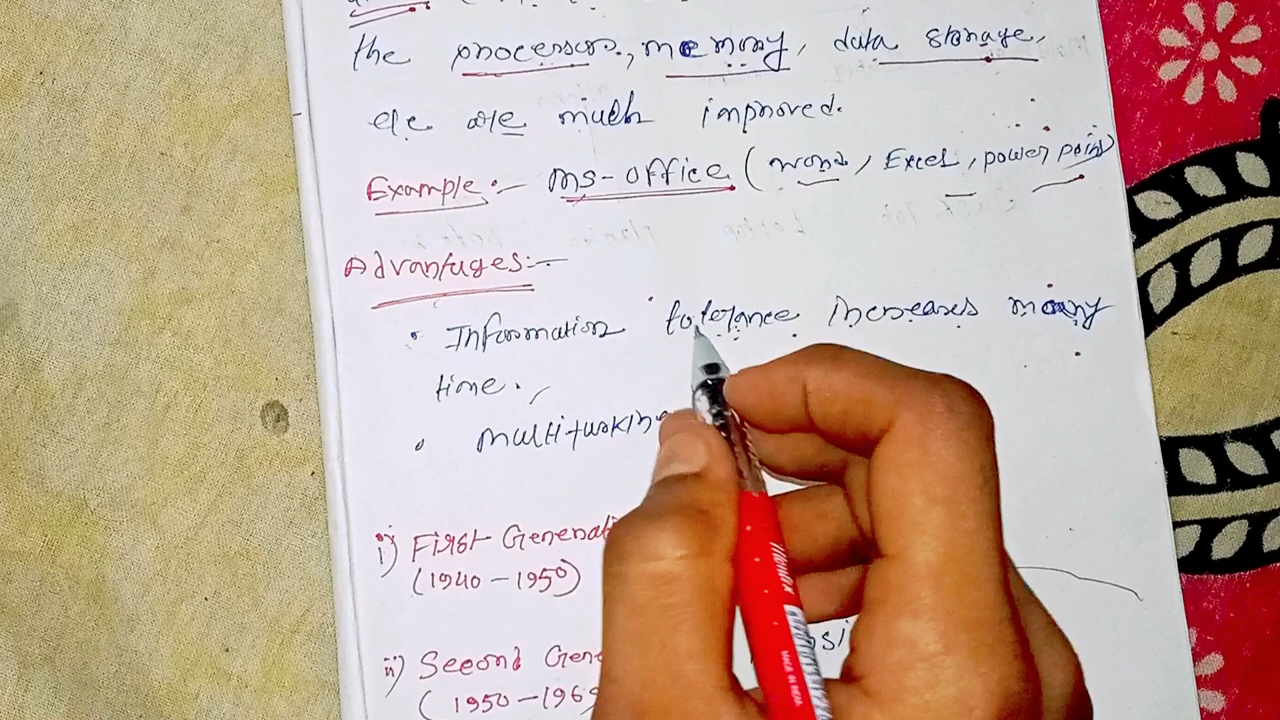 the processor, memory, data storage,
etc are much improved.
Example:- MS-office (word, Excel, power point)
Advantages:-
• Information tolerance increases many
time.
• multitusking
i) First Generati
(1940-1950)
ii) Second Gene
(1950-196